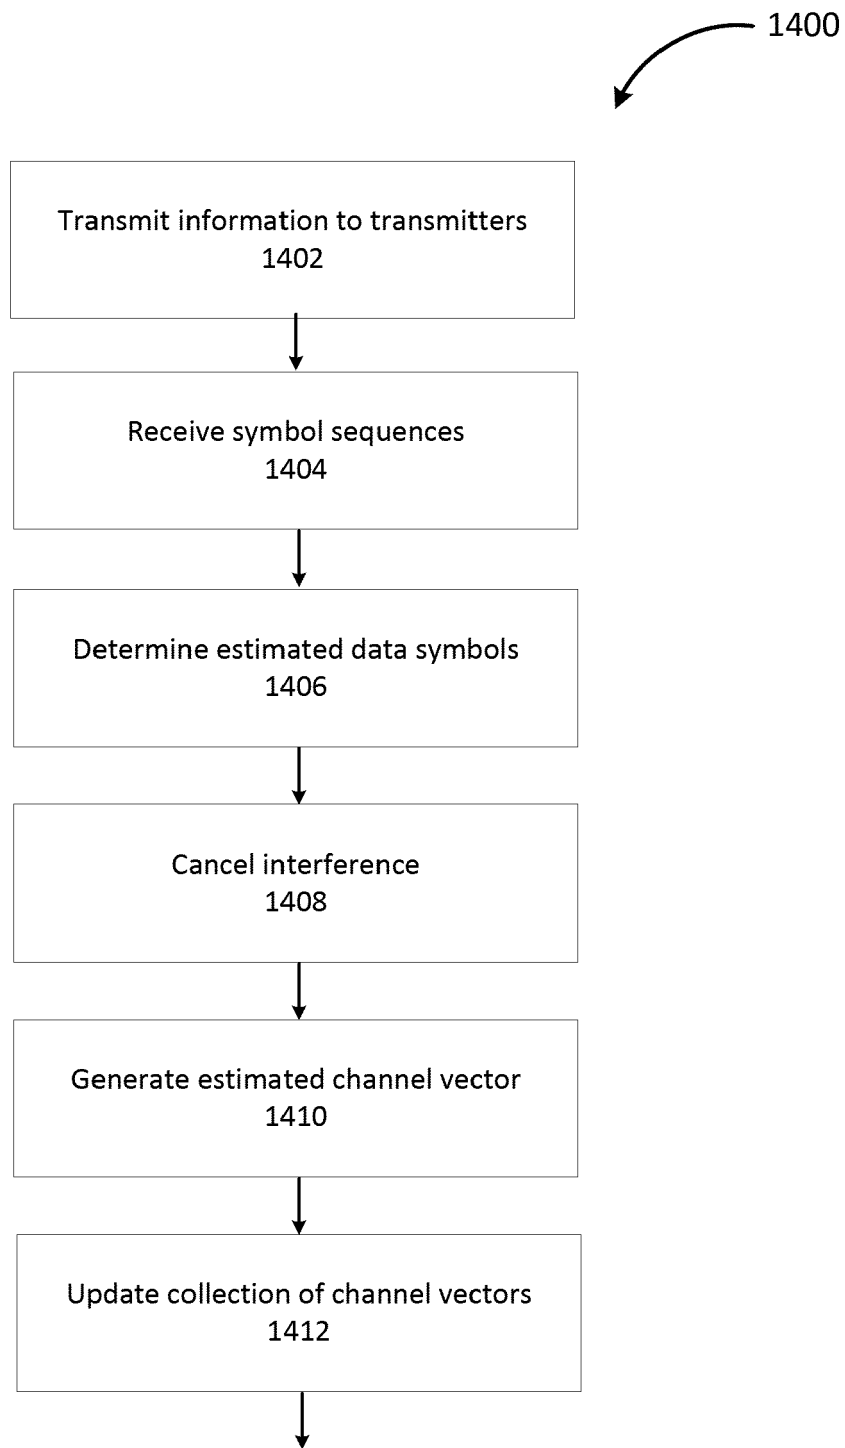 1400
Transmit information to transmitters
1402
Receive symbol sequences
1404
Determine estimated data symbols
1406
Cancel interference
1408
Generate estimated channel vector
1410
Update collection of channel vectors
1412